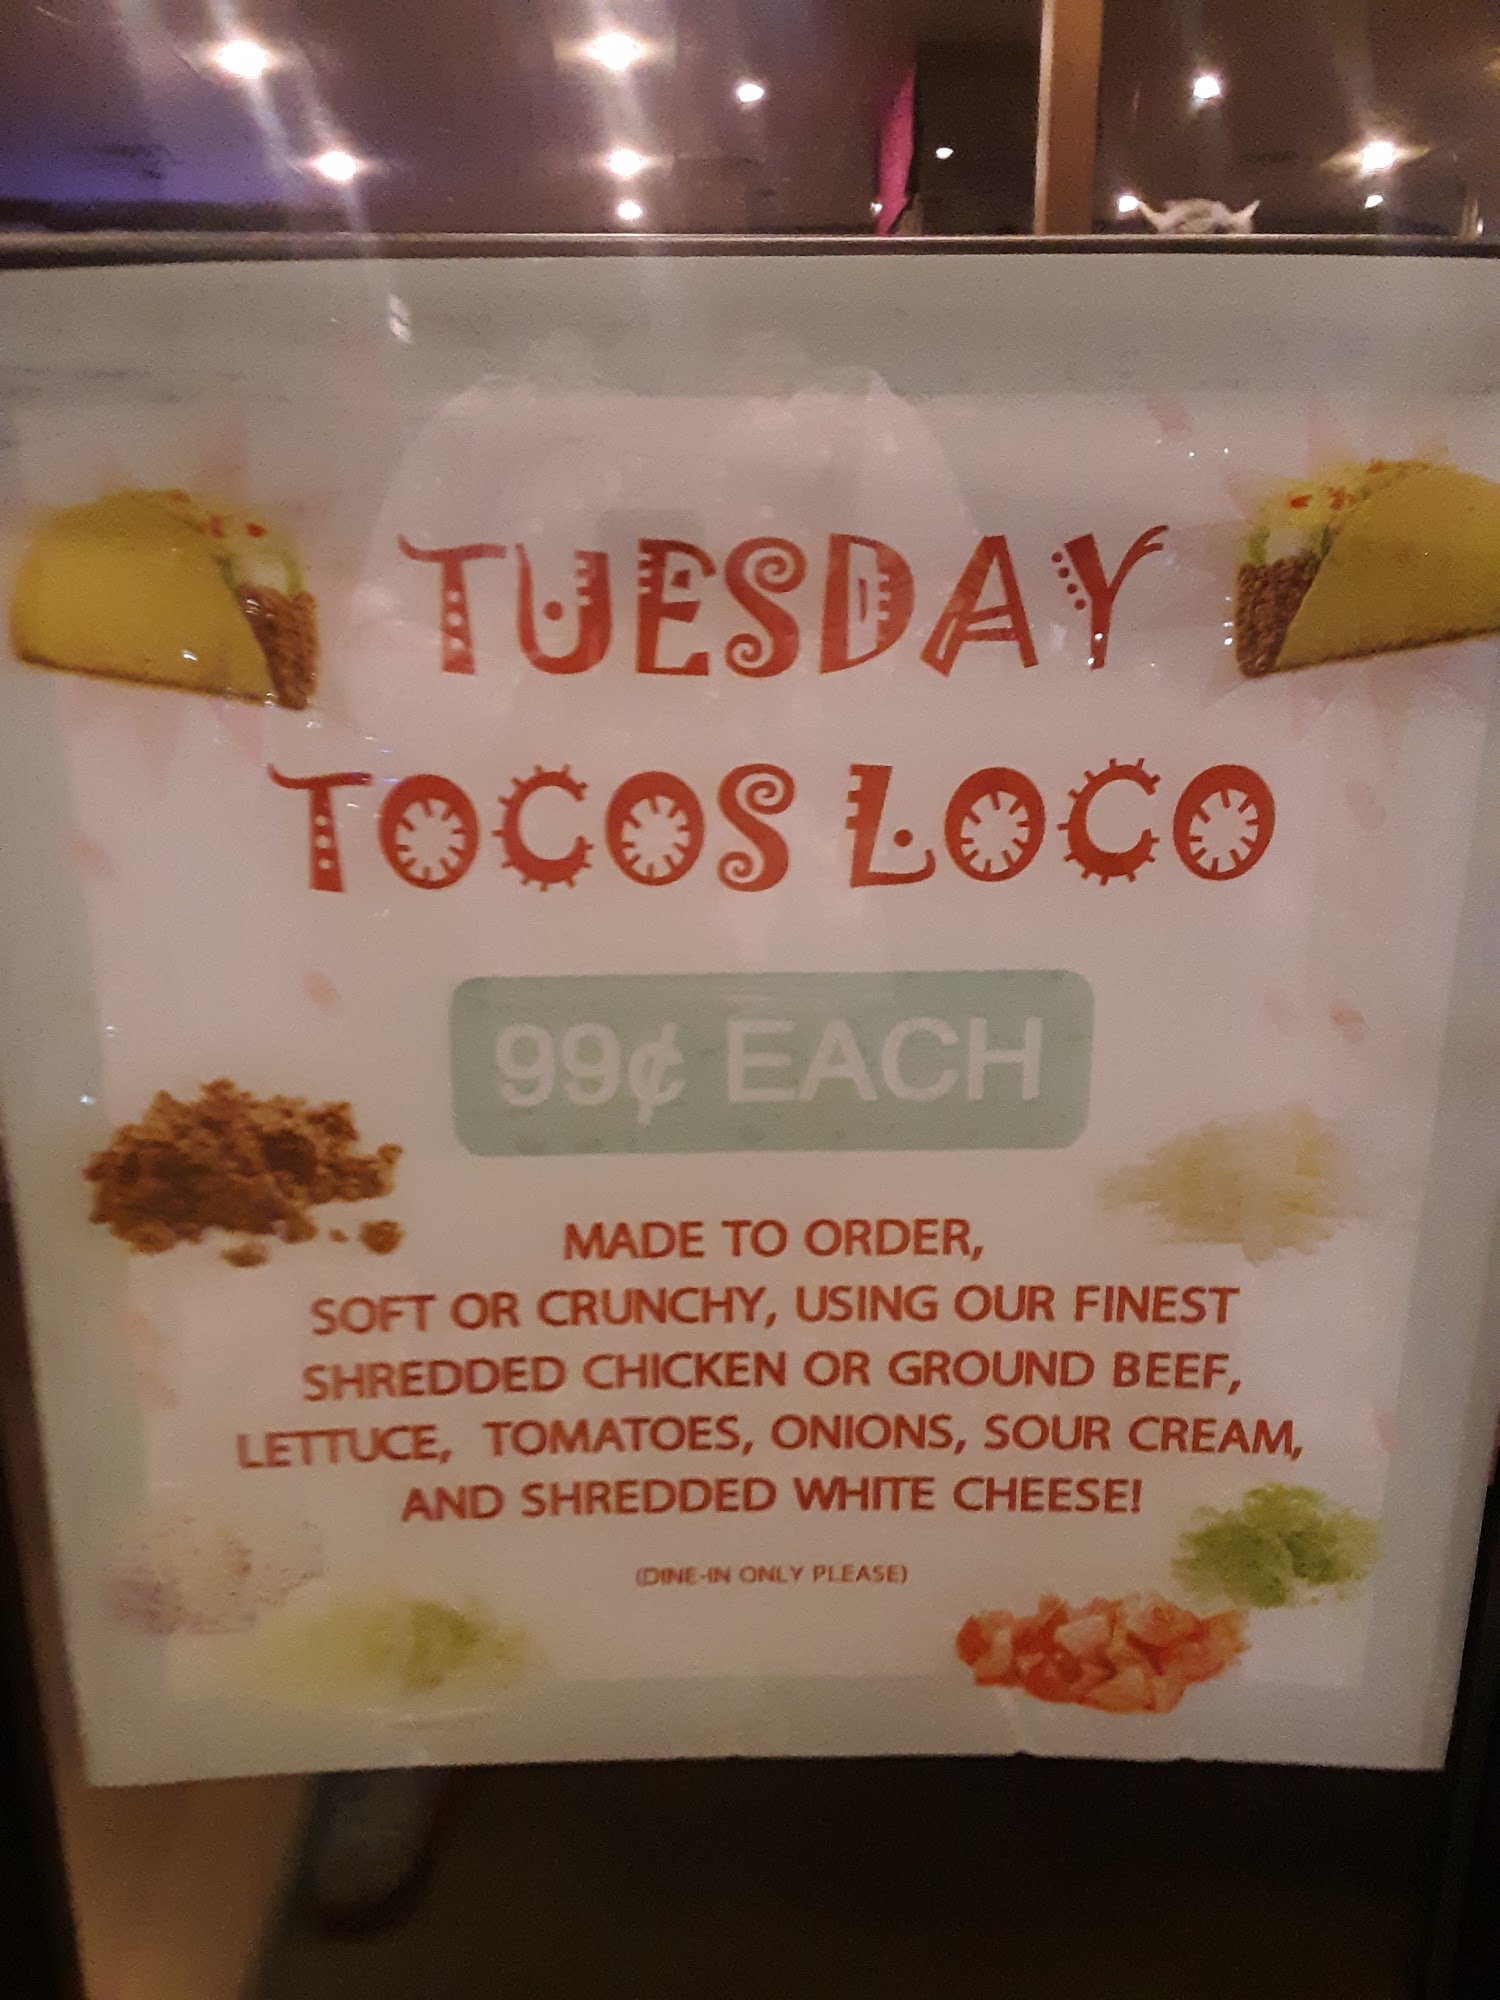 TUESDAY
TOCOS LOCO
99¢ EACH
MADE TO ORDER,
SOFT OR CRUNCHY, USING OUR FINEST
SHREDDED CHICKEN OR GROUND BEEF,
LETTUCE, TOMATOES, ONIONS, SOUR CREAM,
AND SHREDDED WHITE CHEESE!
(DINE-IN ONLY PLEASE)